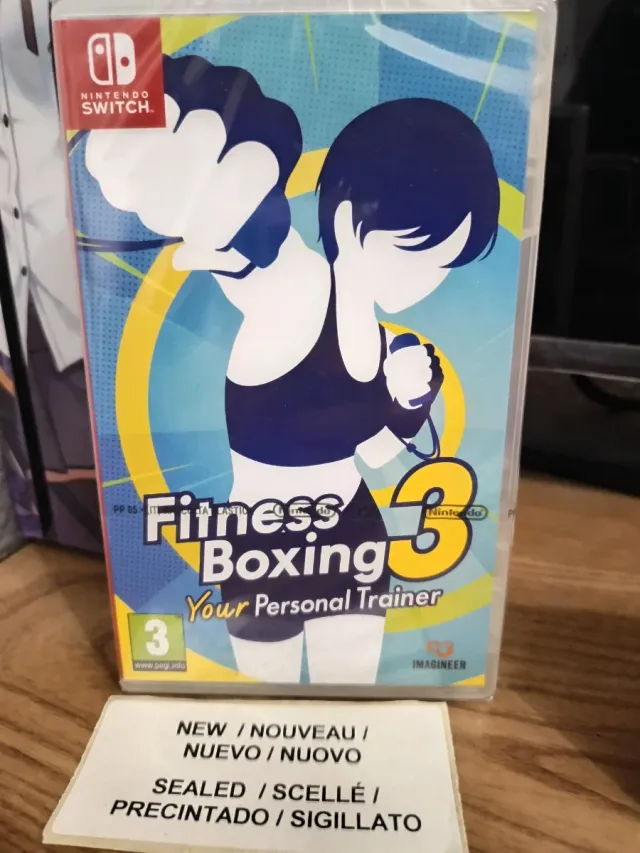 NINTENDO
SWITCH™
Fitness
Boxing 3
Nintendo
Nintendo®
Your Personal Trainer
3
www.pegi.info
IMAGINEER
NEW / NOUVEAU /
NUEVO / NUOVO
SEALED / SCELLÉ /
PRECINTADO / SIGILLATO